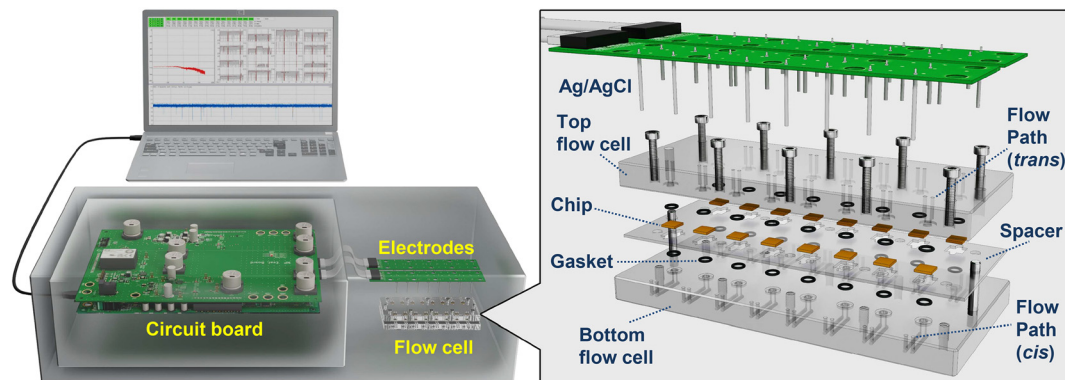 Circuit board
Electrodes
Flow cell
Ag/AgCl
Top
flow cell
Flow
Path
(trans)
Chip
Spacer
Gasket
Bottom
flow cell
Flow
Path
(cis)